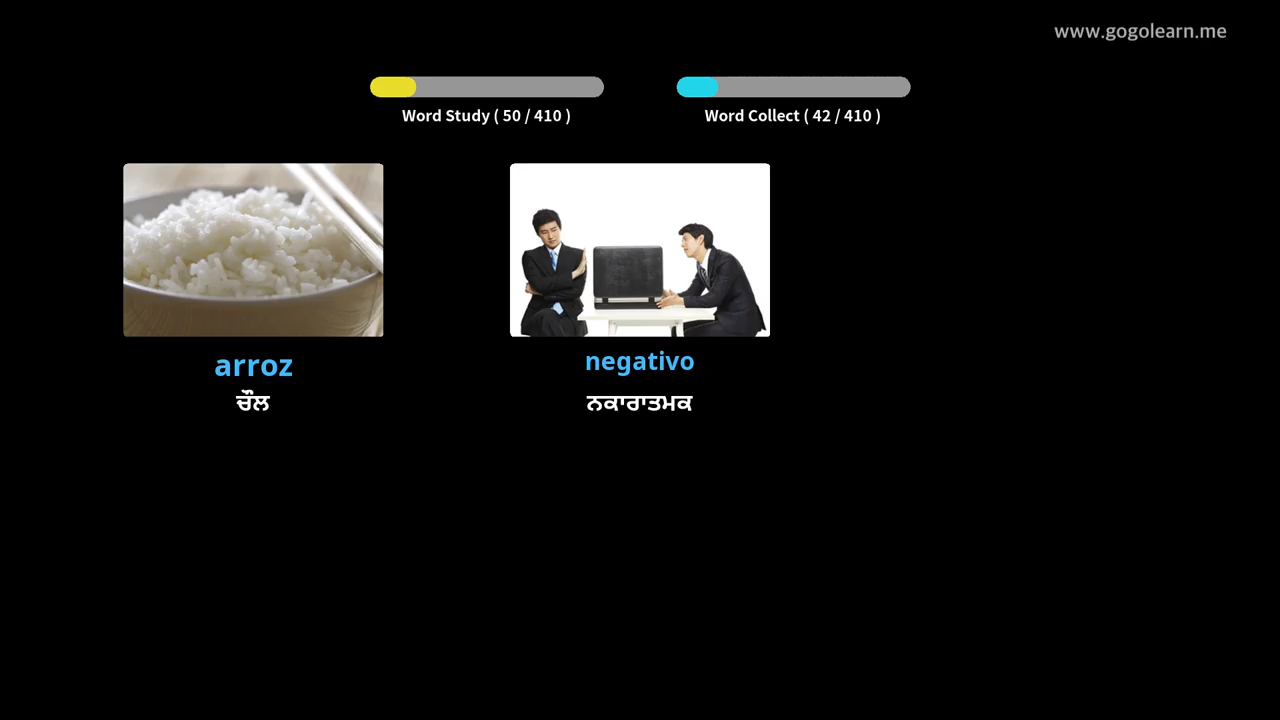 www.gogolearn.me
Word Study ( 50 / 410 )
Word Collect ( 42 / 410 )
arroz
ਚੌਲ
negativo
ਨਕਾਰਾਤਮਕ